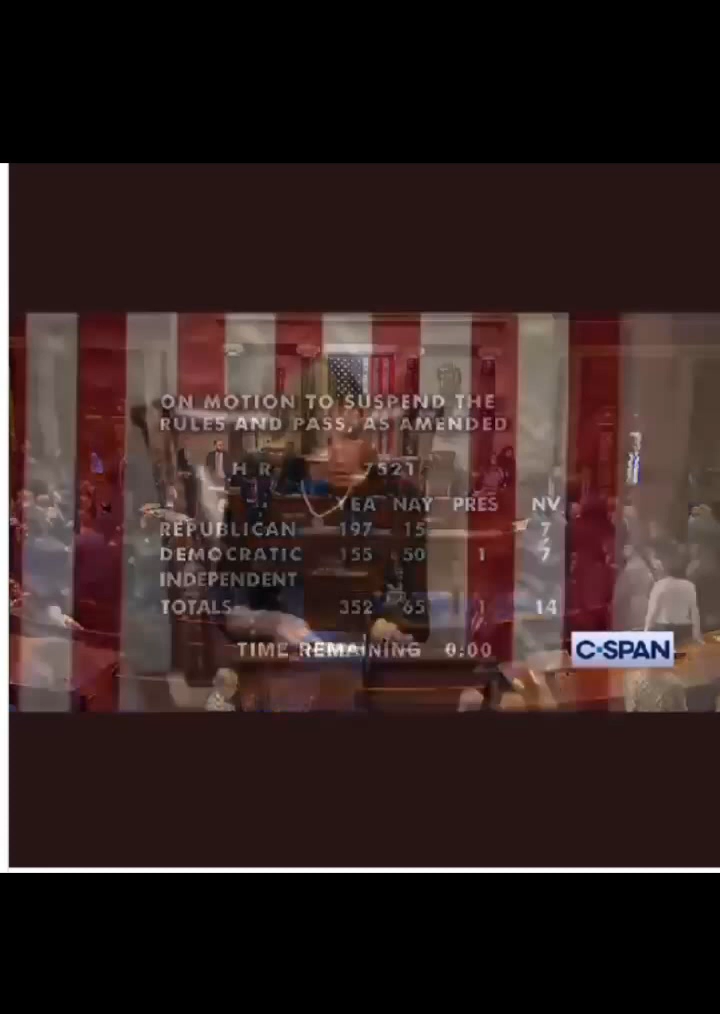 ON MOTION TO SUSPEND THE
RULES AND PASS, AS AMENDED
H R 7521
YEA NAY PRES NV
REPUBLICAN 197 15 7
DEMOCRATIC 155 50 1 7
INDEPENDENT
TOTALS 352 65 1 14
TIME REMAINING 0:00
C-SPAN